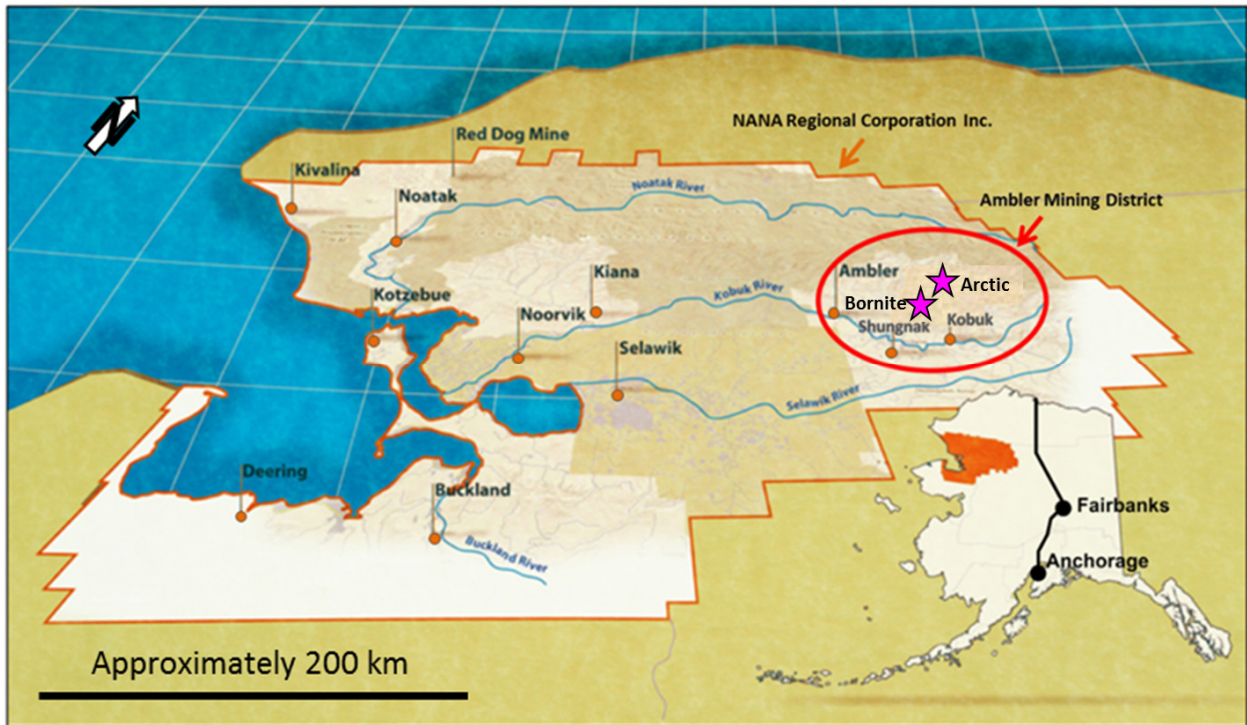 NANA Regional Corporation Inc.
Red Dog Mine
Kivalina
Noatak River
Noatak
Ambler Mining District
Kiana
Ambler
Arctic
Kobuk River
Kotzebue
Bornite
Noorvik
Shungnak
Kobuk
Selawik
Selawik River
Deering
Buckland
Fairbanks
Buckland River
Anchorage
Approximately 200 km
N